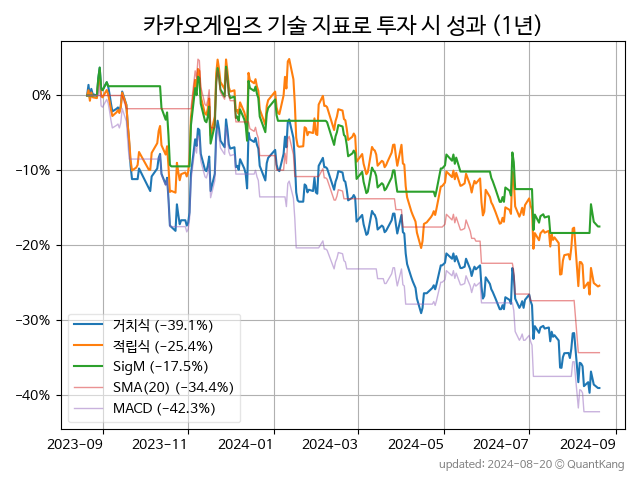 카카오게임즈 기술 지표로 투자 시 성과 (1년)
0%
−10%
−20%
−30%
−40%
거치식 (−39.1%)
적립식 (−25.4%)
SigM (−17.5%)
SMA(20) (−34.4%)
MACD (−42.3%)
2023-09 2023-11 2024-01 2024-03 2024-05 2024-07 2024-09
updated: 2024-08-20 © QuantKang